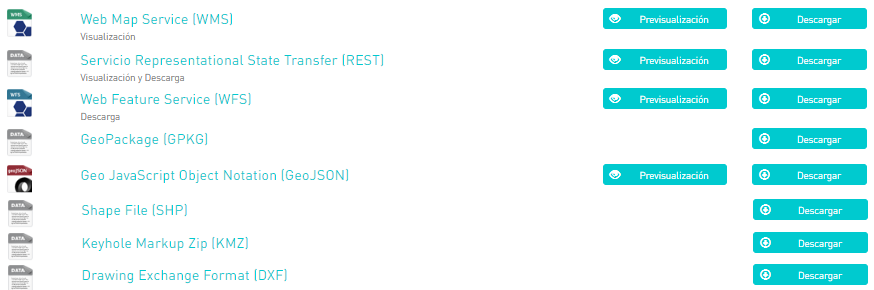 WMS
Web Map Service (WMS)
Visualización
Previsualización
Descargar
DATA
Servicio Representational State Transfer (REST)
Visualización y Descarga
Previsualización
Descargar
WFS
Web Feature Service (WFS)
Descarga
Previsualización
Descargar
DATA
GeoPackage (GPKG)
Descargar
geoJSON
Geo JavaScript Object Notation (GeoJSON)
Previsualización
Descargar
DATA
Shape File (SHP)
Descargar
DATA
Keyhole Markup Zip (KMZ)
Descargar
DATA
Drawing Exchange Format (DXF)
Descargar